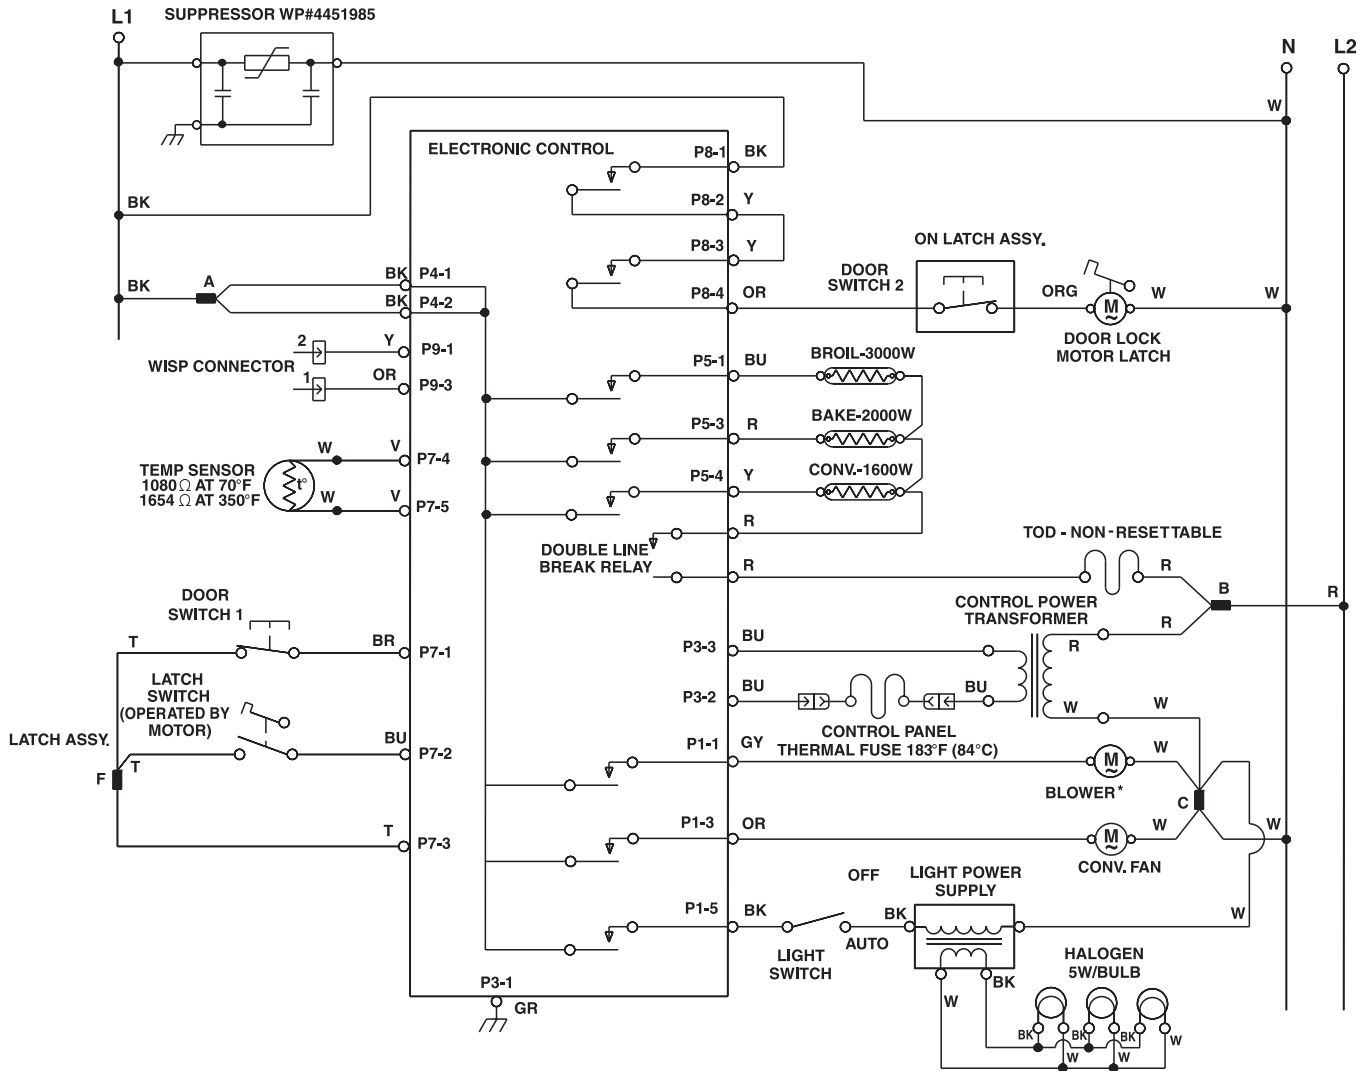 L1
SUPPRESSOR WP#4451985
N
L2
W
ELECTRONIC CONTROL
P8-1
BK
P8-2
Y
BK
P8-3
Y
ON LATCH ASSY.
P8-4
OR
DOOR
SWITCH 2
ORG
W
W
M
~
DOOR LOCK
MOTOR LATCH
BK
A
BK
P4-1
BK
P4-2
WISP CONNECTOR
2
Y
P9-1
1
OR
P9-3
P5-1
BU
BROIL-3000W
P5-3
R
BAKE-2000W
P5-4
Y
CONV.-1600W
TEMP SENSOR
1080 Ω AT 70°F
1654 Ω AT 350°F
t°
W
V
P7-4
W
V
P7-5
R
DOUBLE LINE
BREAK RELAY
R
TOD - NON-RESETTABLE
R
B
R
R
CONTROL POWER
TRANSFORMER
R
W
W
DOOR
SWITCH 1
T
BR
P7-1
P3-3
BU
P3-2
BU
BU
CONTROL PANEL
THERMAL FUSE 183°F (84°C)
LATCH
SWITCH
(OPERATED BY
MOTOR)
LATCH ASSY.
F
T
BU
P7-2
T
P7-3
P1-1
GY
M
~
W
BLOWER*
C
P1-3
OR
M
~
W
W
CONV. FAN
P1-5
BK
OFF
AUTO
LIGHT
SWITCH
LIGHT POWER
SUPPLY
BK
W
W
BK
HALOGEN
5W/BULB
BK
W
BK
W
BK
W
P3-1
GR